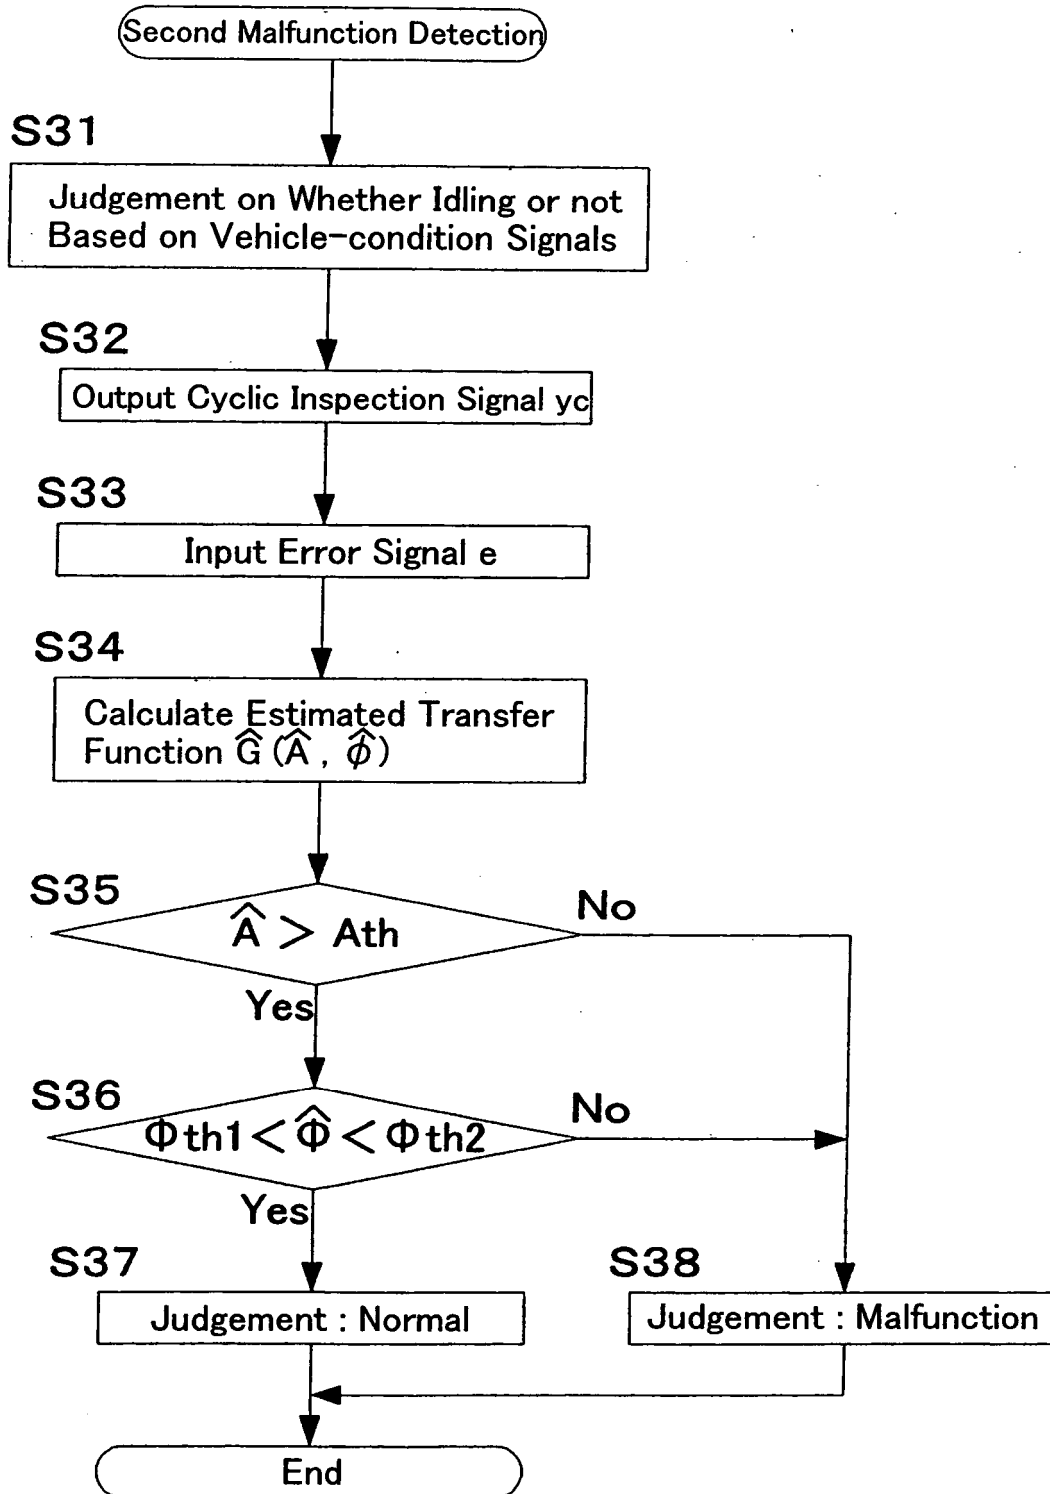 Second Malfunction Detection
S31
Judgement on Whether Idling or not
Based on Vehicle-condition Signals
S32
Output Cyclic Inspection Signal yc
S33
Input Error Signal e
S34
Calculate Estimated Transfer
Function Ĝ (Â , ϕ̂)
S35
Â > Ath
No
Yes
S36
Φth1 < Φ̂ < Φth2
No
Yes
S37
Judgement : Normal
S38
Judgement : Malfunction
End